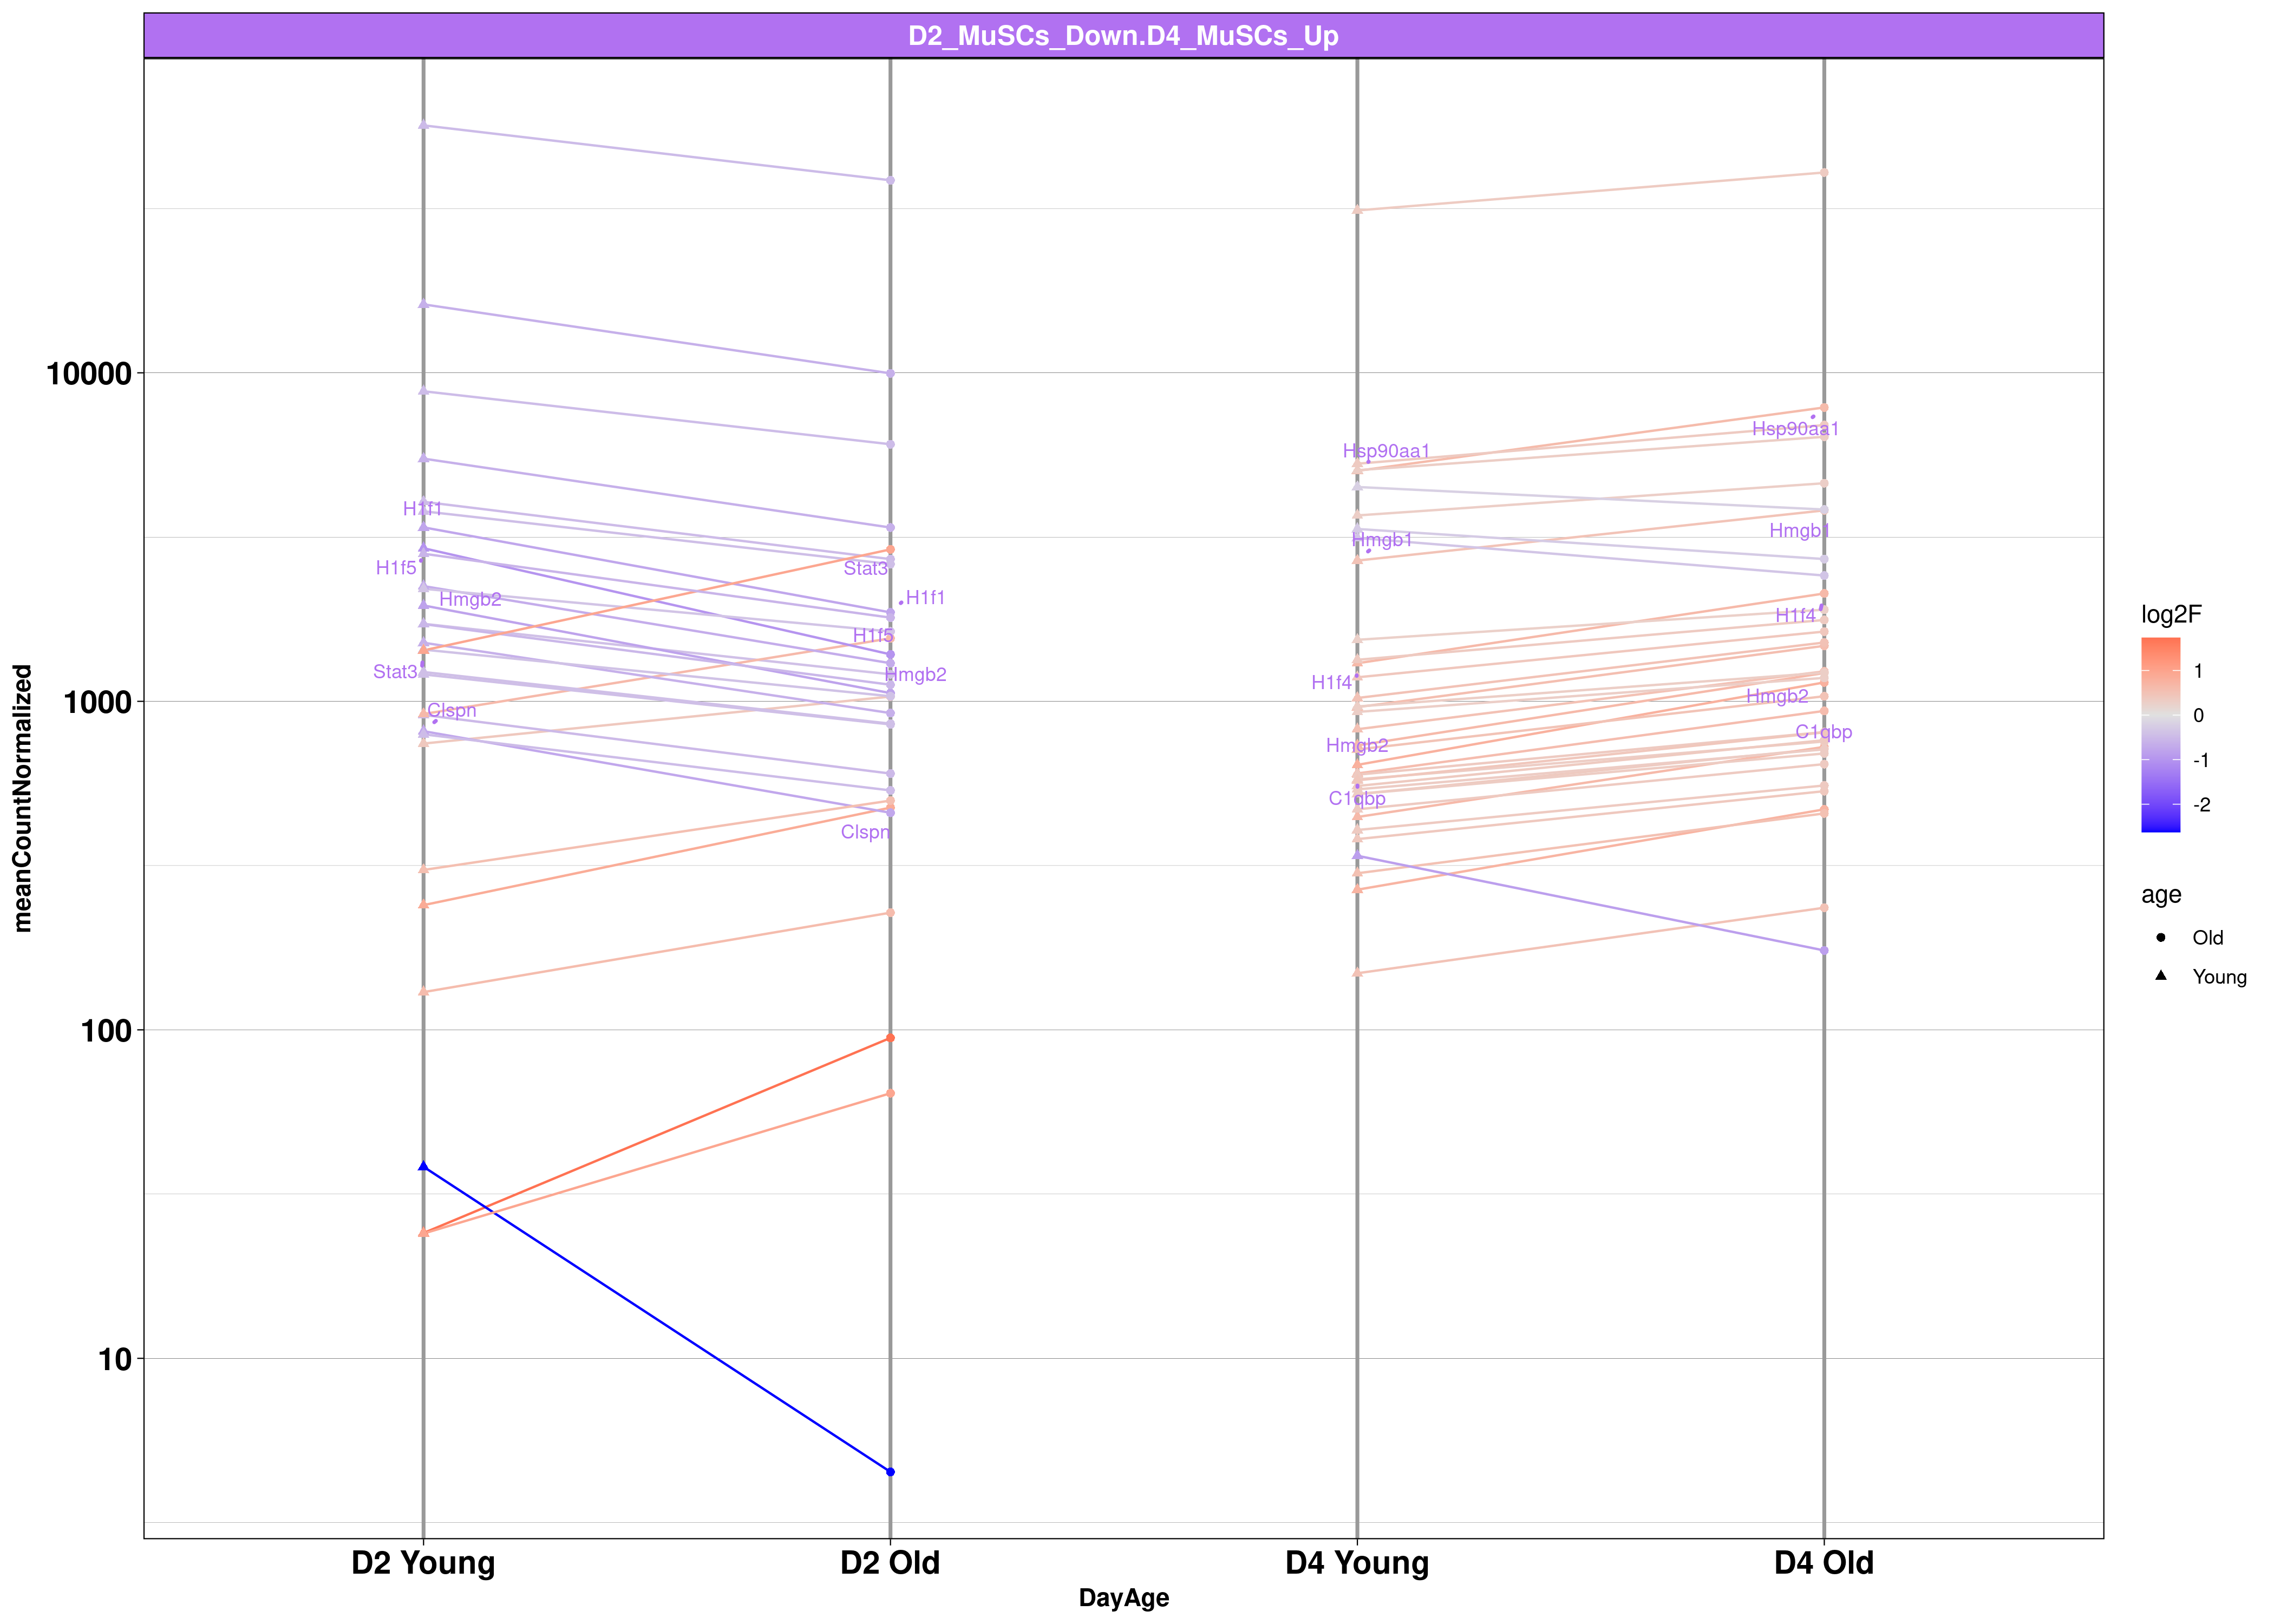 D2_MuSCs_Down.D4_MuSCs_Up
meanCountNormalized
10000
1000
100
10
H1f1
H1f5
Hmgb2
Stat3
Clspn
Stat3
H1f1
H1f5
Hmgb2
Clspn
Hsp90aa1
Hmgb1
H1f4
Hmgb2
C1qbp
Hsp90aa1
Hmgb1
H1f4
Hmgb2
C1qbp
D2 Young
D2 Old
D4 Young
D4 Old
DayAge
log2F
1
0
-1
-2
age
Old
Young